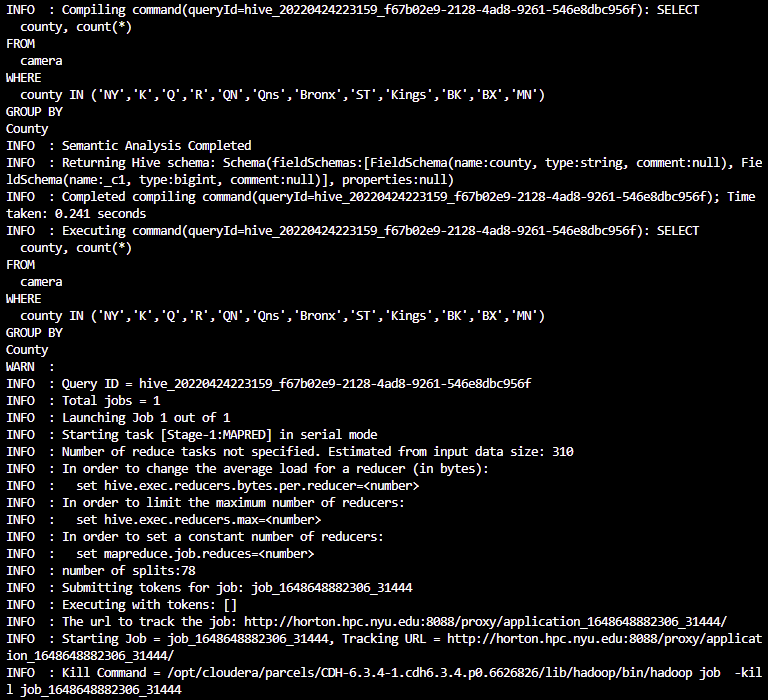 INFO  : Compiling command(queryId=hive_20220424223159_f67b02e9-2128-4ad8-9261-546e8dbc956f): SELECT
  county, count(*)
FROM
  camera
WHERE
  county IN ('NY','K','Q','R','QN','Qns','Bronx','ST','Kings','BK','BX','MN')
GROUP BY
County
INFO  : Semantic Analysis Completed
INFO  : Returning Hive schema: Schema(fieldSchemas:[FieldSchema(name:county, type:string, comment:null), Fie
ldSchema(name:_c1, type:bigint, comment:null)], properties:null)
INFO  : Completed compiling command(queryId=hive_20220424223159_f67b02e9-2128-4ad8-9261-546e8dbc956f); Time
taken: 0.241 seconds
INFO  : Executing command(queryId=hive_20220424223159_f67b02e9-2128-4ad8-9261-546e8dbc956f): SELECT
  county, count(*)
FROM
  camera
WHERE
  county IN ('NY','K','Q','R','QN','Qns','Bronx','ST','Kings','BK','BX','MN')
GROUP BY
County
WARN  :
INFO  : Query ID = hive_20220424223159_f67b02e9-2128-4ad8-9261-546e8dbc956f
INFO  : Total jobs = 1
INFO  : Launching Job 1 out of 1
INFO  : Starting task [Stage-1:MAPRED] in serial mode
INFO  : Number of reduce tasks not specified. Estimated from input data size: 310
INFO  : In order to change the average load for a reducer (in bytes):
INFO  :   set hive.exec.reducers.bytes.per.reducer=<number>
INFO  : In order to limit the maximum number of reducers:
INFO  :   set hive.exec.reducers.max=<number>
INFO  : In order to set a constant number of reducers:
INFO  :   set mapreduce.job.reduces=<number>
INFO  : number of splits:78
INFO  : Submitting tokens for job: job_1648648882306_31444
INFO  : Executing with tokens: []
INFO  : The url to track the job: http://horton.hpc.nyu.edu:8088/proxy/application_1648648882306_31444/
INFO  : Starting Job = job_1648648882306_31444, Tracking URL = http://horton.hpc.nyu.edu:8088/proxy/applicat
ion_1648648882306_31444/
INFO  : Kill Command = /opt/cloudera/parcels/CDH-6.3.4-1.cdh6.3.4.p0.6626826/lib/hadoop/bin/hadoop job  -kil
l job_1648648882306_31444